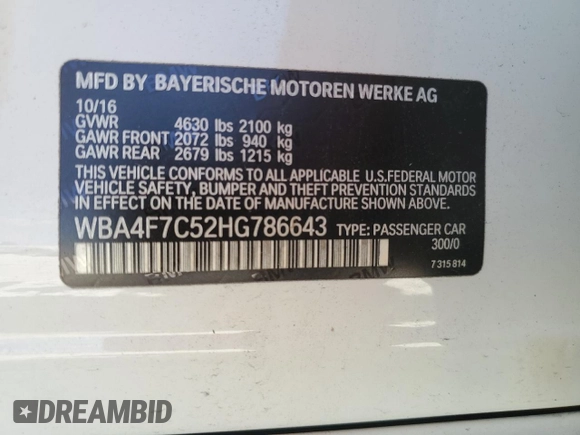 MFD BY BAYERISCHE MOTOREN WERKE AG
10/16
GVWR 4630 lbs 2100 kg
GAWR FRONT 2072 lbs 940 kg
GAWR REAR 2679 lbs 1215 kg
THIS VEHICLE CONFORMS TO ALL APPLICABLE U.S.FEDERAL MOTOR
VEHICLE SAFETY, BUMPER AND THEFT PREVENTION STANDARDS
IN EFFECT ON THE DATE OF MANUFACTURE SHOWN ABOVE.
WBA4F7C52HG786643 TYPE: PASSENGER CAR
300/0
7 315 814
DREAMBID